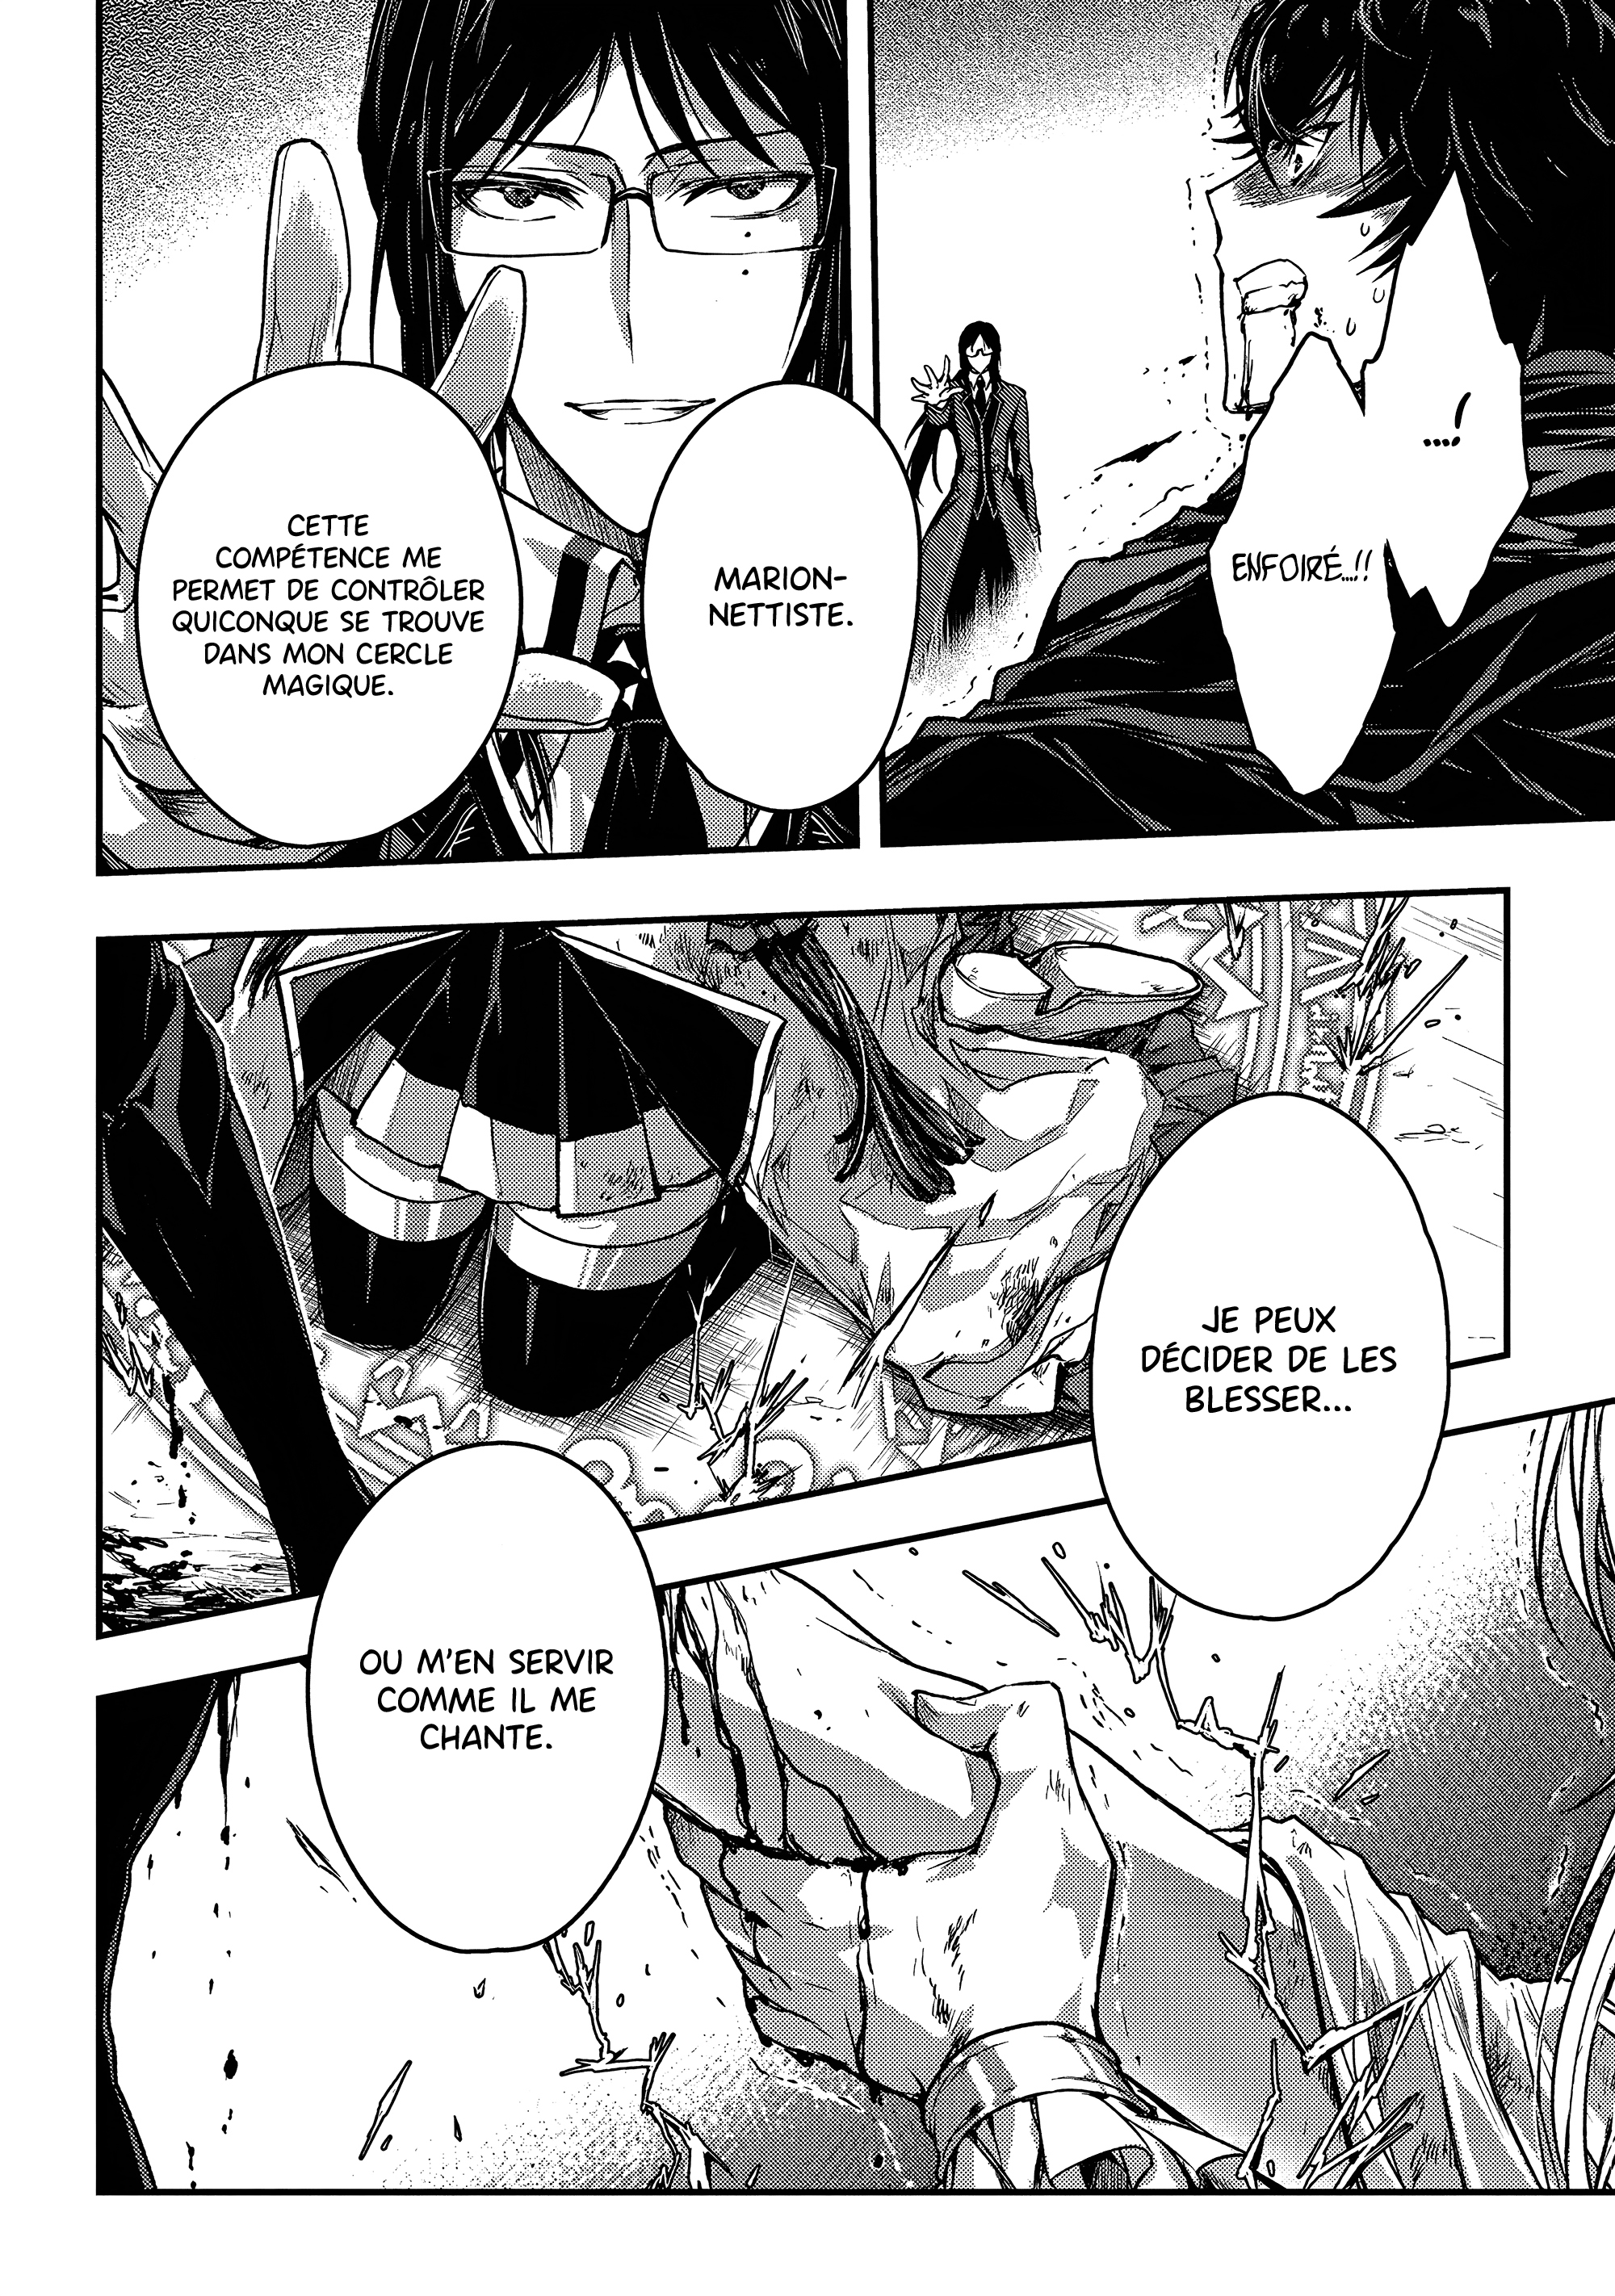 ...!
ENFOIRÉ...!!
MARION-
NETTISTE.
CETTE
COMPÉTENCE ME
PERMET DE CONTRÔLER
QUICONQUE SE TROUVE
DANS MON CERCLE
MAGIQUE.
JE PEUX
DÉCIDER DE LES
BLESSER...
OU M'EN SERVIR
COMME IL ME
CHANTE.